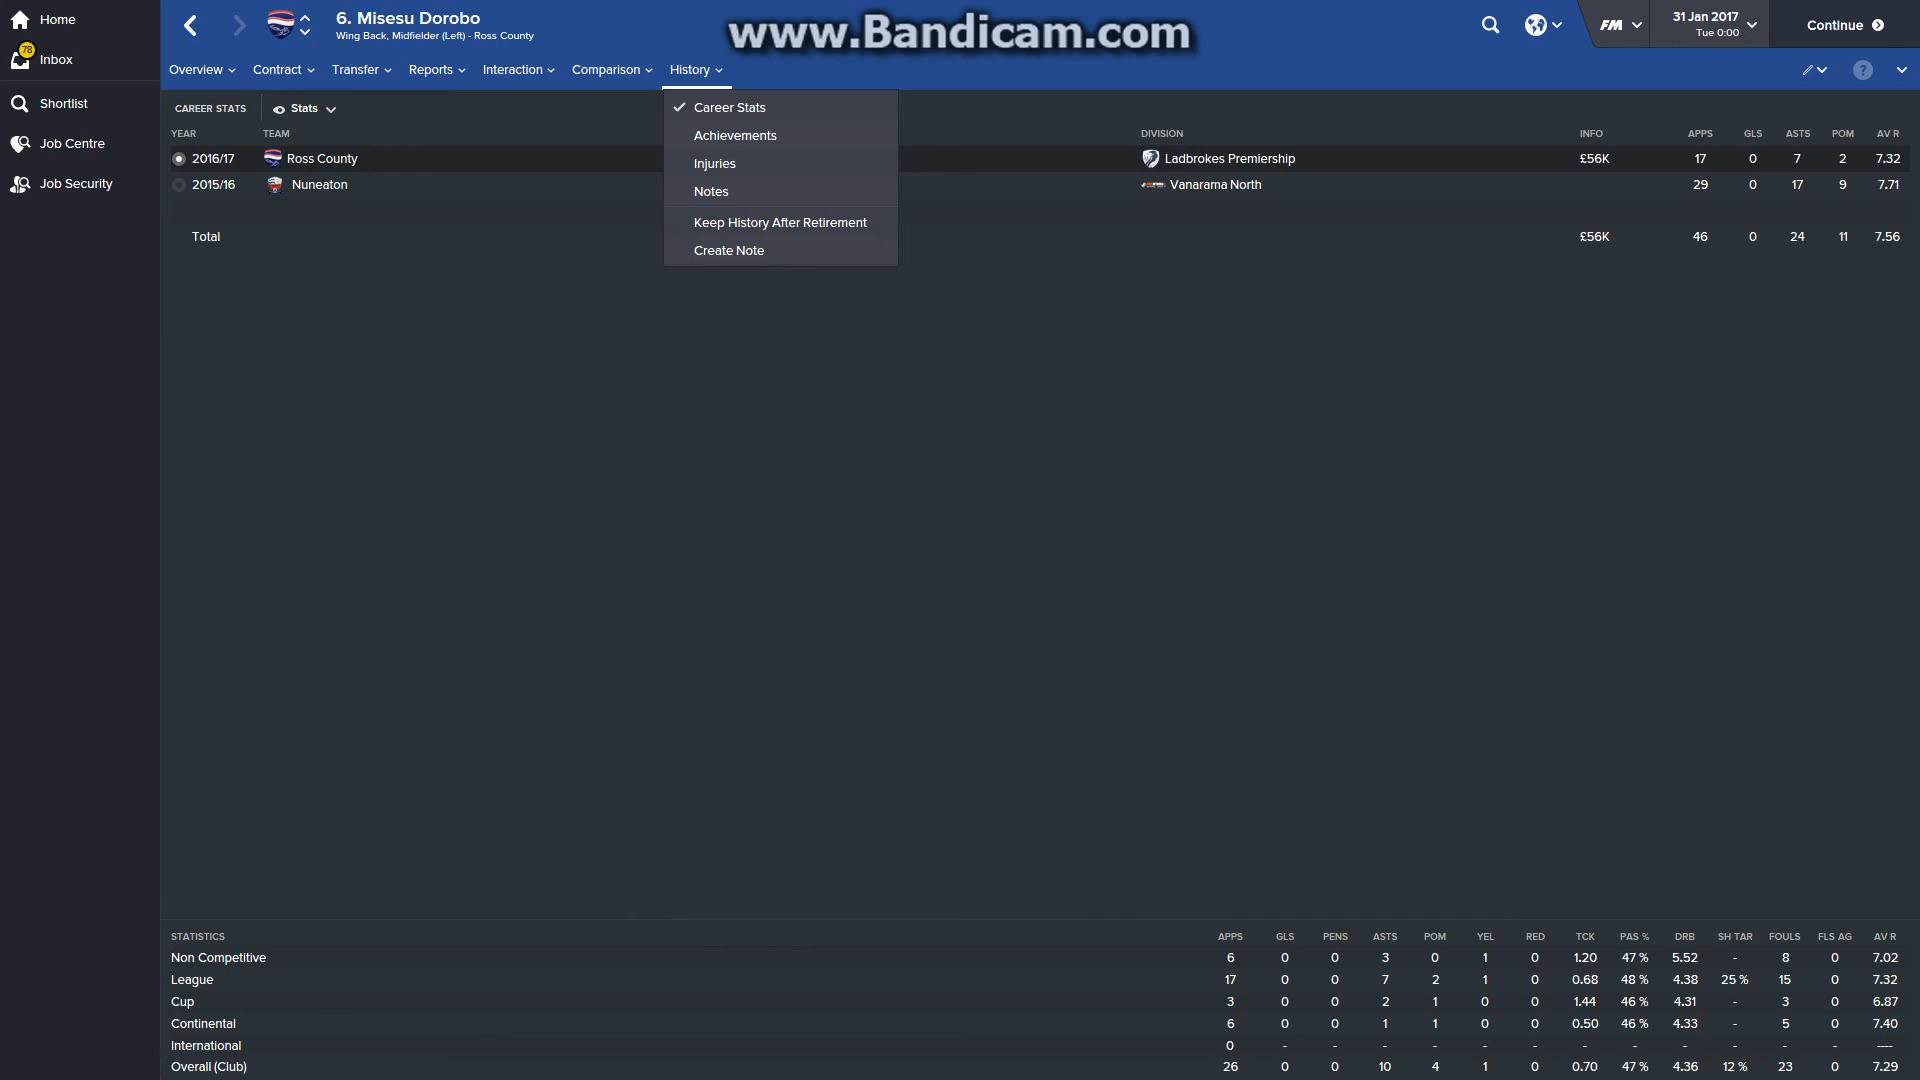 Home
78
Inbox
Shortlist
Job Centre
Job Security
6. Misesu Dorobo
Wing Back, Midfielder (Left) - Ross County
www.Bandicam.com
FM
31 Jan 2017
Tue 0:00
Continue
Overview
Contract
Transfer
Reports
Interaction
Comparison
History
?
CAREER STATS
Stats
Career Stats
Achievements
Injuries
Notes
Keep History After Retirement
Create Note
YEAR TEAM DIVISION INFO APPS GLS ASTS POM AV R
2016/17 Ross County Ladbrokes Premiership £56K 17 0 7 2 7.32
2015/16 Nuneaton Vanarama North 29 0 17 9 7.71
Total £56K 46 0 24 11 7.56
STATISTICS APPS GLS PENS ASTS POM YEL RED TCK PAS % DRB SH TAR FOULS FLS AG AV R
Non Competitive 6 0 0 3 0 1 0 1.20 47 % 5.52 - 8 0 7.02
League 17 0 0 7 2 1 0 0.68 48 % 4.38 25 % 15 0 7.32
Cup 3 0 0 2 1 0 0 1.44 46 % 4.31 - 3 0 6.87
Continental 6 0 0 1 1 0 0 0.50 46 % 4.33 - 5 0 7.40
International 0 - - - - - - - - - - - - ----
Overall (Club) 26 0 0 10 4 1 0 0.70 47 % 4.36 12 % 23 0 7.29